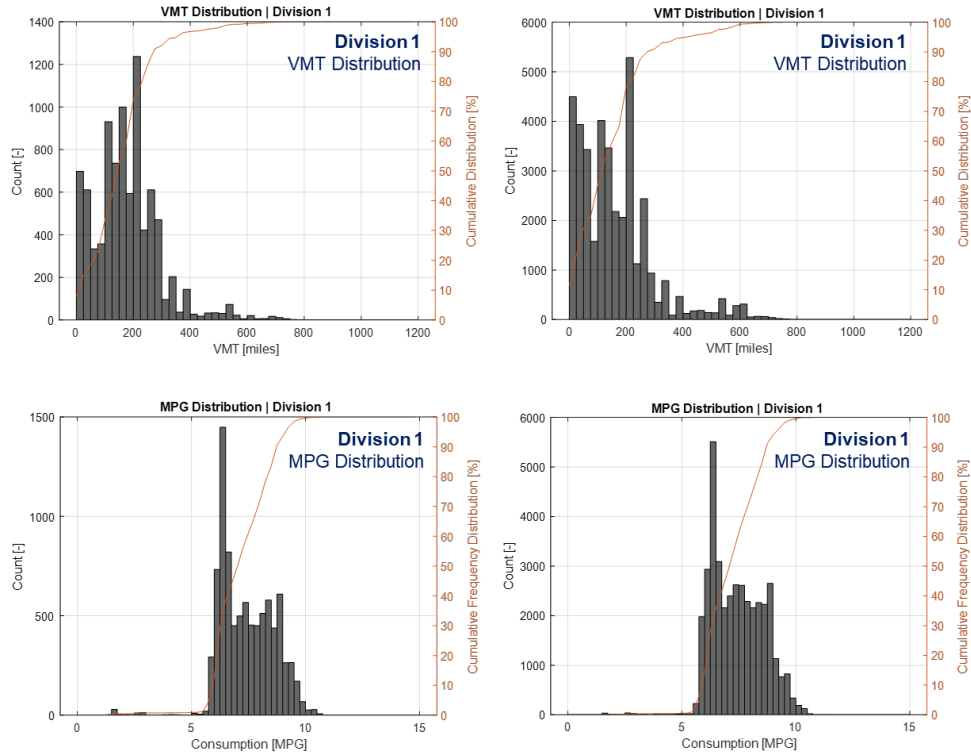 VMT Distribution | Division 1
Division 1
VMT Distribution
1400
1200
1000
800
600
400
200
0
Count [-]
100
90
80
70
60
50
40
30
20
10
0
Cumulative Distribution [%]
0 200 400 600 800 1000 1200
VMT [miles]
VMT Distribution | Division 1
Division 1
VMT Distribution
6000
5000
4000
3000
2000
1000
0
Count [-]
100
90
80
70
60
50
40
30
20
10
0
Cumulative Distribution [%]
0 200 400 600 800 1000 1200
VMT [miles]
MPG Distribution | Division 1
Division 1
MPG Distribution
1500
1000
500
0
Count [-]
100
90
80
70
60
50
40
30
20
10
0
Cumulative Frequency Distribution [%]
0 5 10 15
Consumption [MPG]
MPG Distribution | Division 1
Division 1
MPG Distribution
6000
5000
4000
3000
2000
1000
0
Count [-]
100
90
80
70
60
50
40
30
20
10
0
Cumulative Frequency Distribution [%]
0 5 10 15
Consumption [MPG]